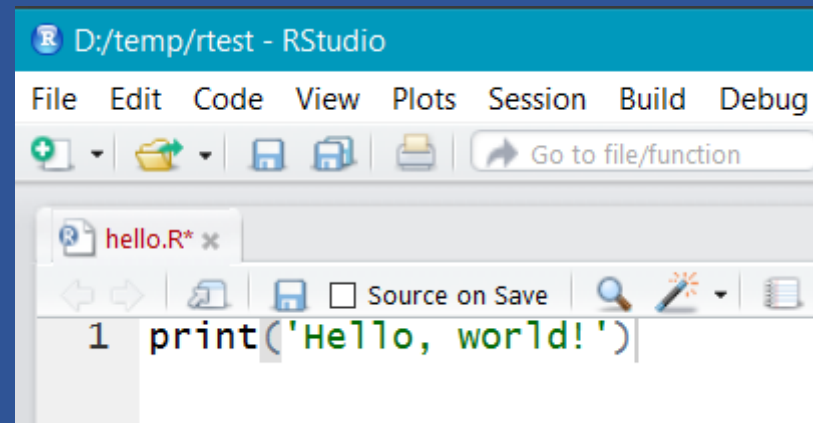 D:/temp/rtest - RStudio
File Edit Code View Plots Session Build Debug
Go to file/function
hello.R*
Source on Save
1 print('Hello, world!')